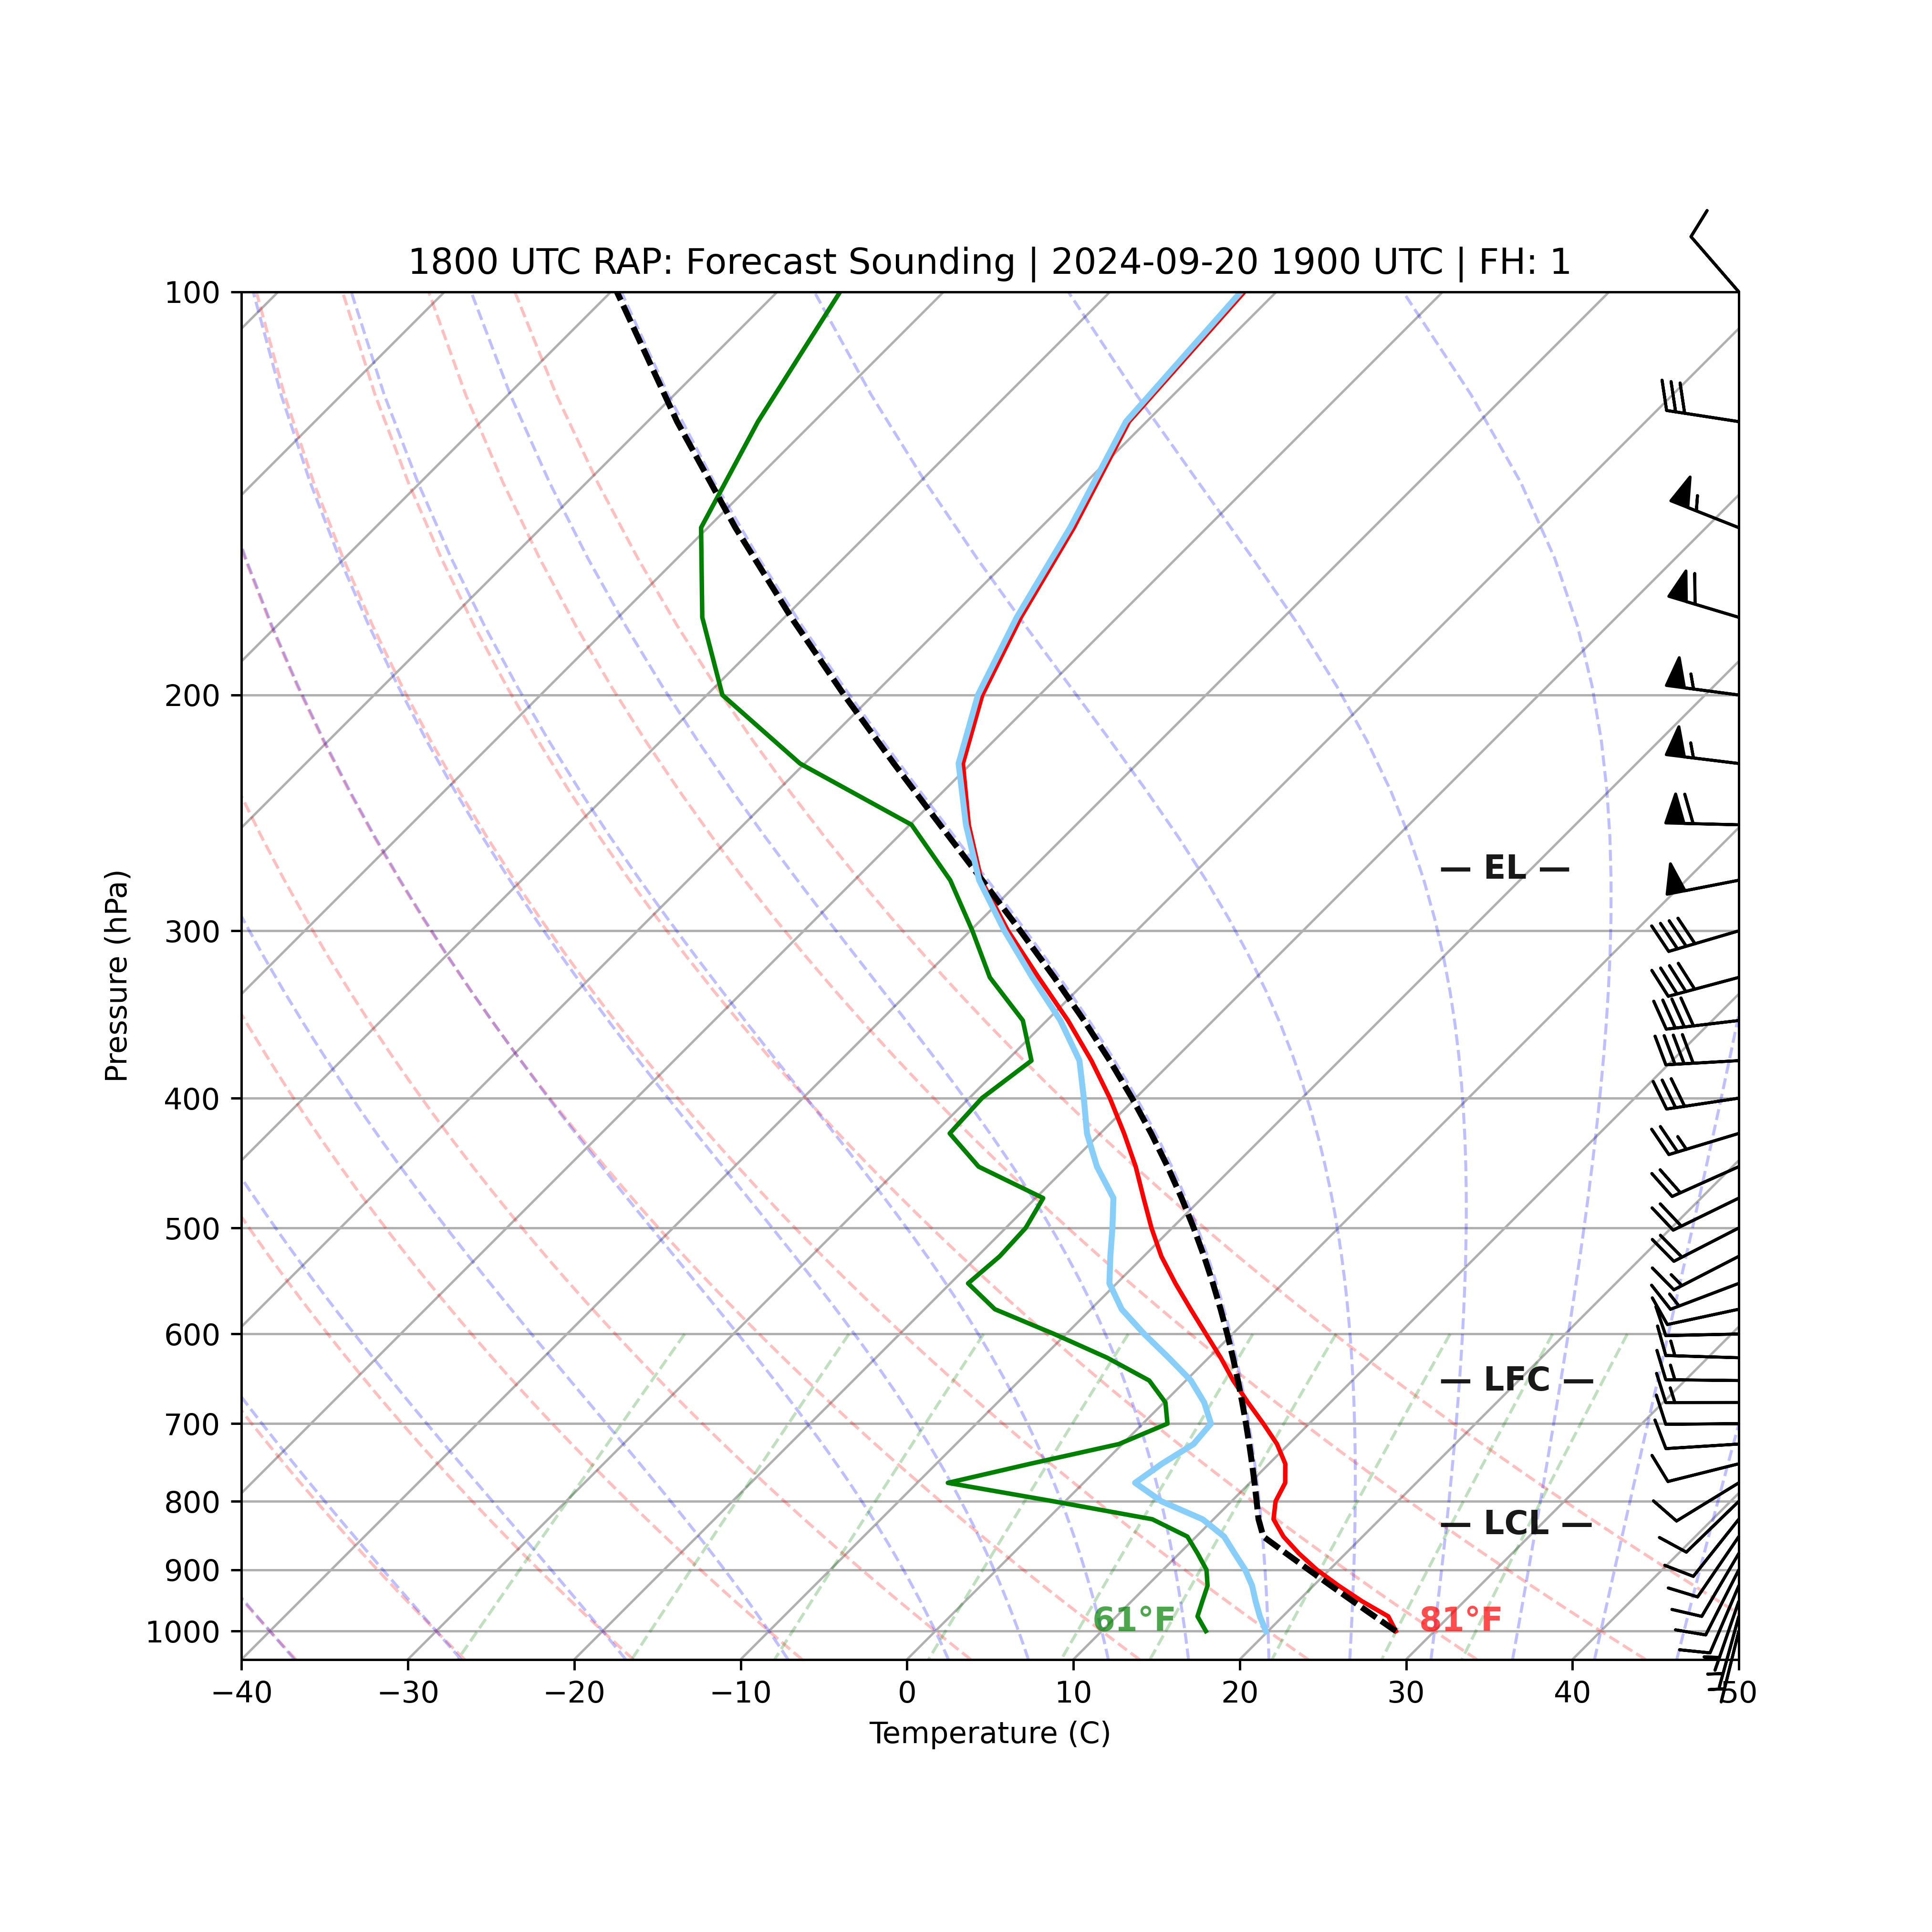 1800 UTC RAP: Forecast Sounding | 2024-09-20 1900 UTC | FH: 1
100
200
300
400
500
600
700
800
900
1000
Pressure (hPa)
— EL —
— LFC —
— LCL —
61°F
81°F
−40
−30
−20
−10
0
10
20
30
40
50
Temperature (C)